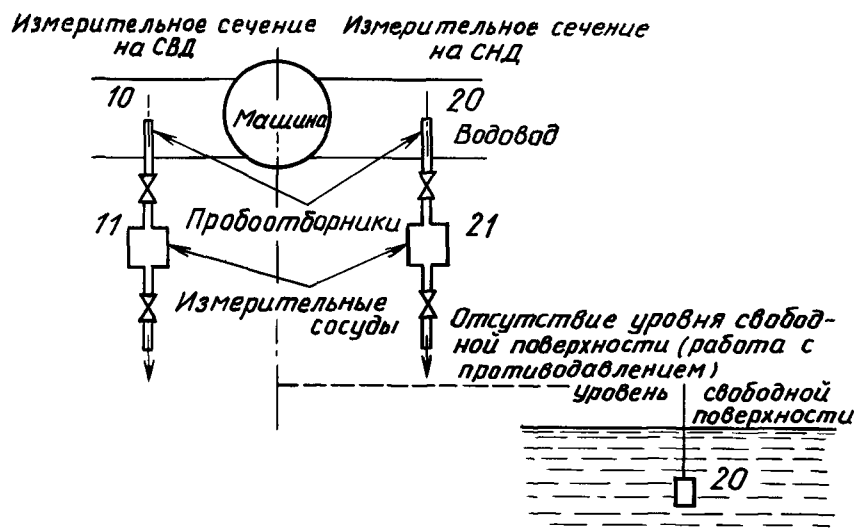 Измерительное сечение
на СВД
Измерительное сечение
на СНД
10
20
Машина
Водовад
11
Пробоотборники
21
Измерительные
сосуды
Отсутствие уровня свобод-
ной поверхности (работа с
противодавлением)
уровень свободной
поверхности
20